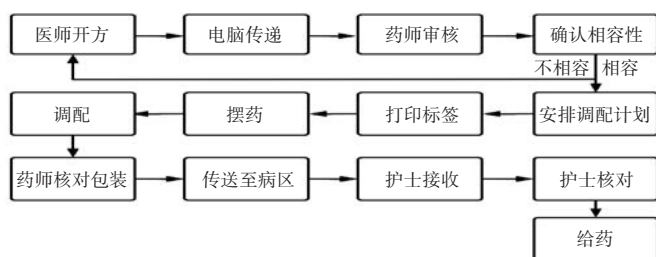 医师开方
电脑传递
药师审核
确认相容性
不相容
相容
调配
摆药
打印标签
安排调配计划
药师核对包装
传送至病区
护士接收
护士核对
给药